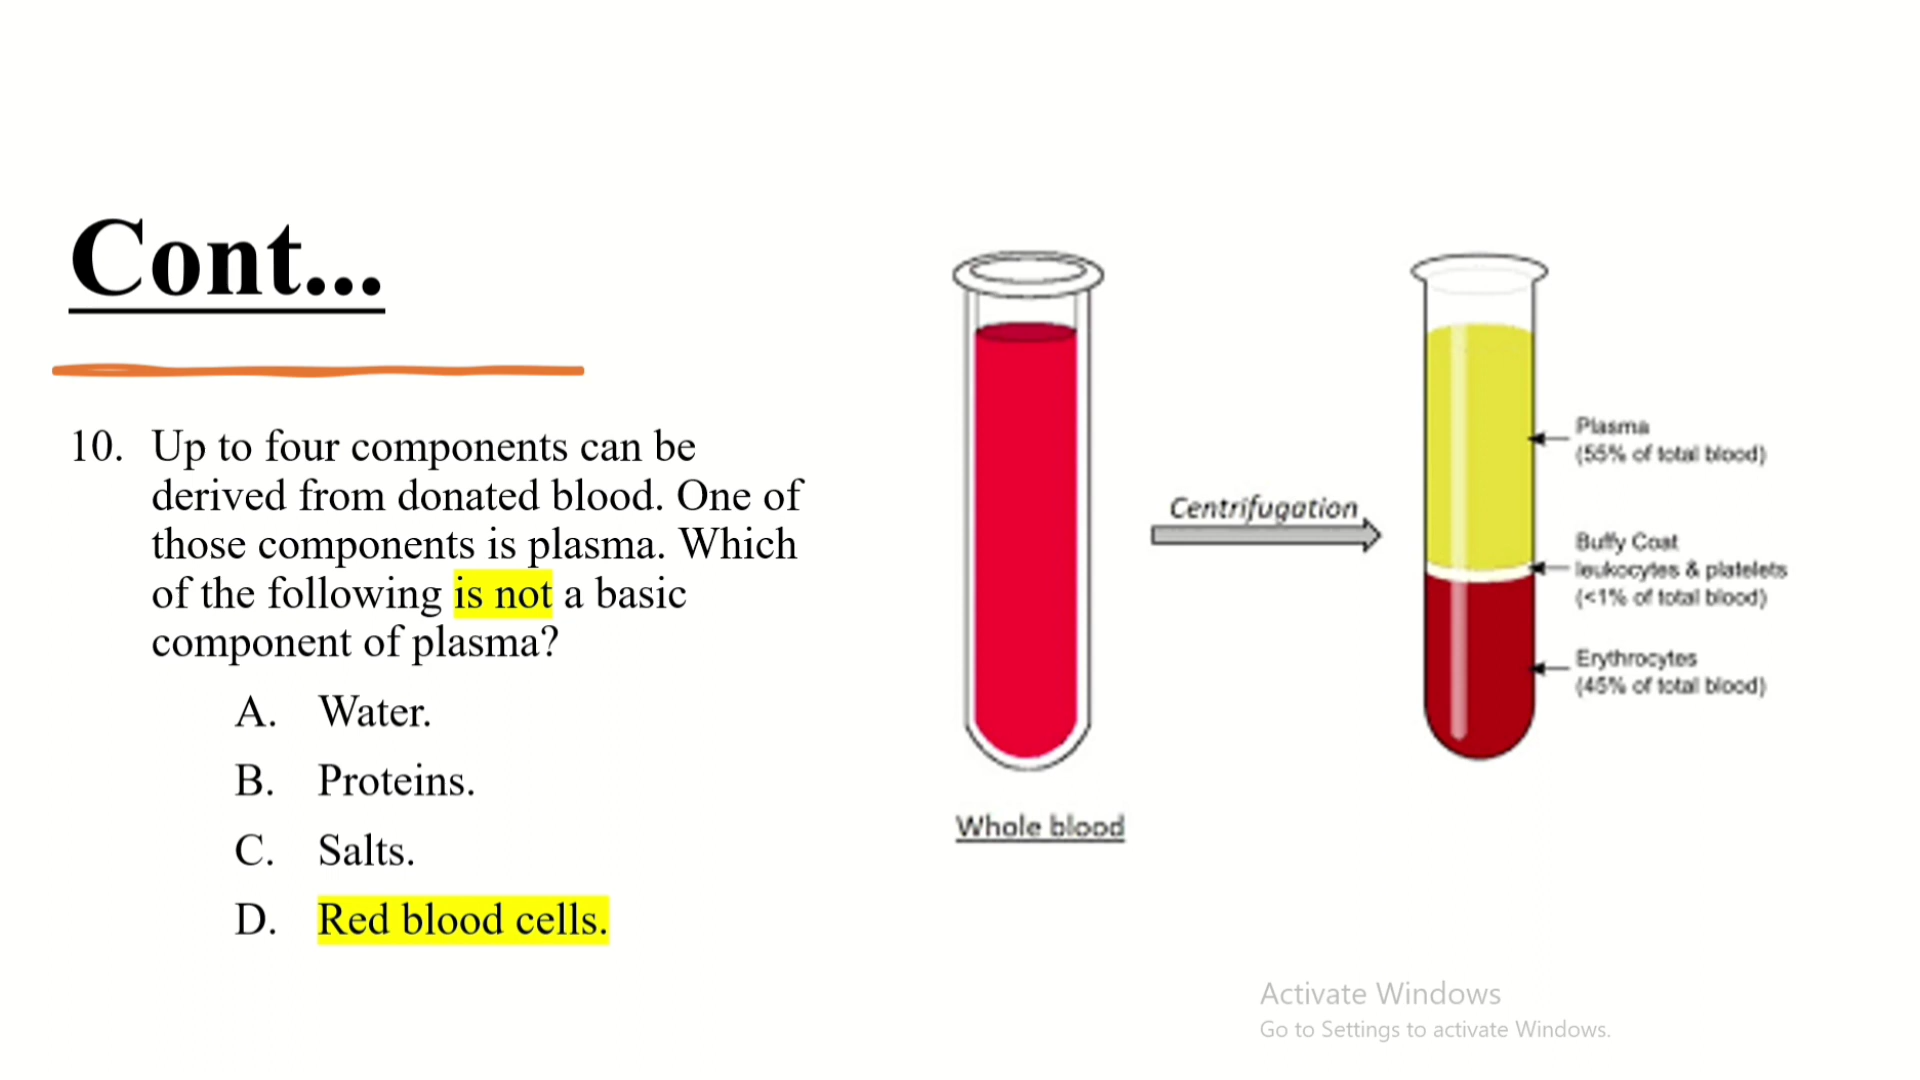 Cont...
10. Up to four components can be
derived from donated blood. One of
those components is plasma. Which
of the following is not a basic
component of plasma?
A. Water.
B. Proteins.
C. Salts.
D. Red blood cells.
Centrifugation
Whole blood
Plasma
(55% of total blood)
Buffy Coat
leukocytes & platelets
(<1% of total blood)
Erythrocytes
(45% of total blood)
Activate Windows
Go to Settings to activate Windows.